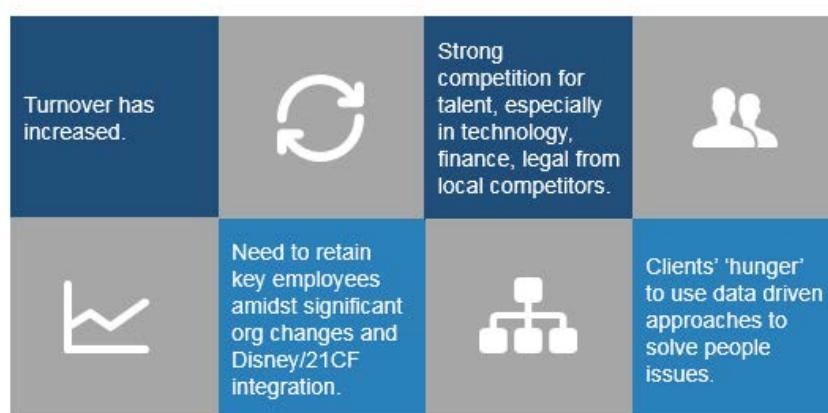 Turnover has
increased.
Strong
competition for
talent, especially
in technology,
finance, legal from
local competitors.
Need to retain
key employees
amidst significant
org changes and
Disney/21CF
integration.
Clients' 'hunger'
to use data driven
approaches to
solve people
issues.